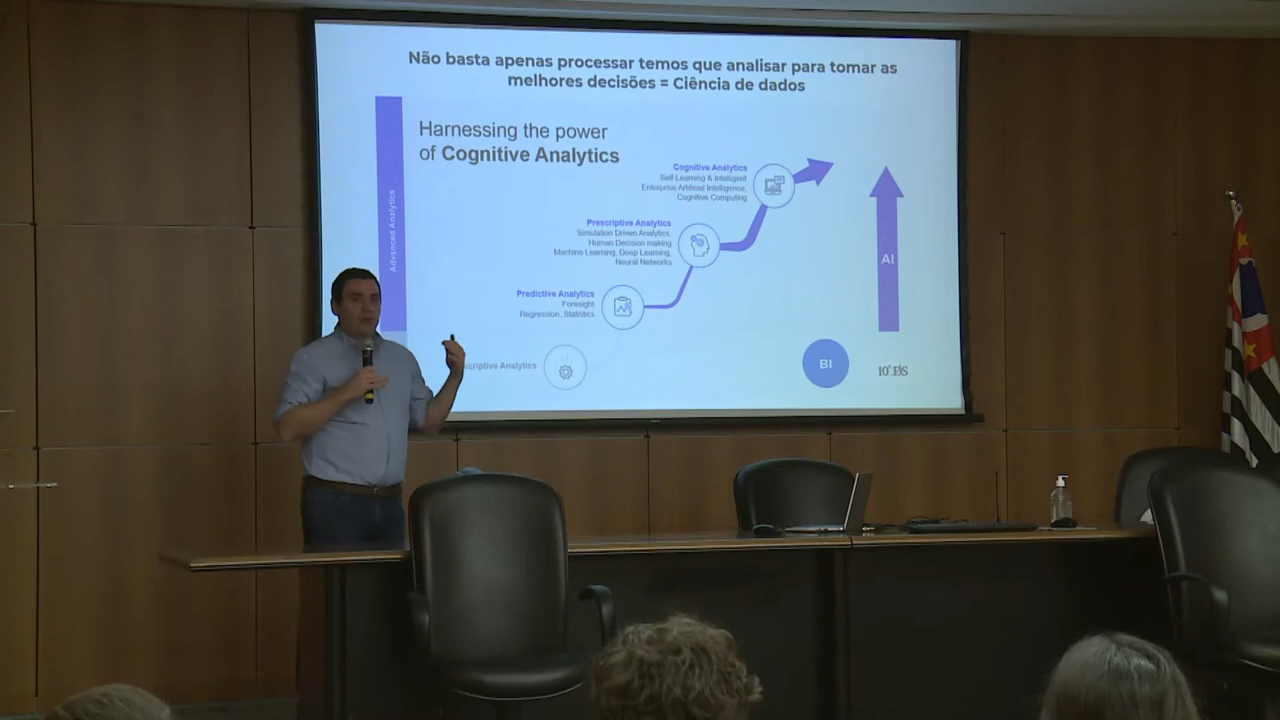 Não basta apenas processar temos que analisar para tomar as
melhores decisões = Ciência de dados
Harnessing the power
of Cognitive Analytics
Advanced Analytics
Cognitive Analytics
Self-Learning & Intelligent
Enterprise Artificial Intelligence,
Cognitive Computing
Prescriptive Analytics
Simulation Driven Analytics,
Human Decision making
Machine Learning, Deep Learning,
Neural Networks
AI
Predictive Analytics
Foresight
Regression, Statistics
scriptive Analytics
BI